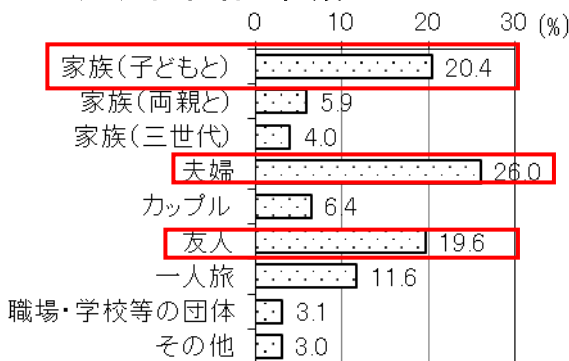 0 10 20 30 (%)
家族(子どもと) 20.4
家族(両親と) 5.9
家族(三世代) 4.0
夫婦 26.0
カップル 6.4
友人 19.6
一人旅 11.6
職場・学校等の団体 3.1
その他 3.0